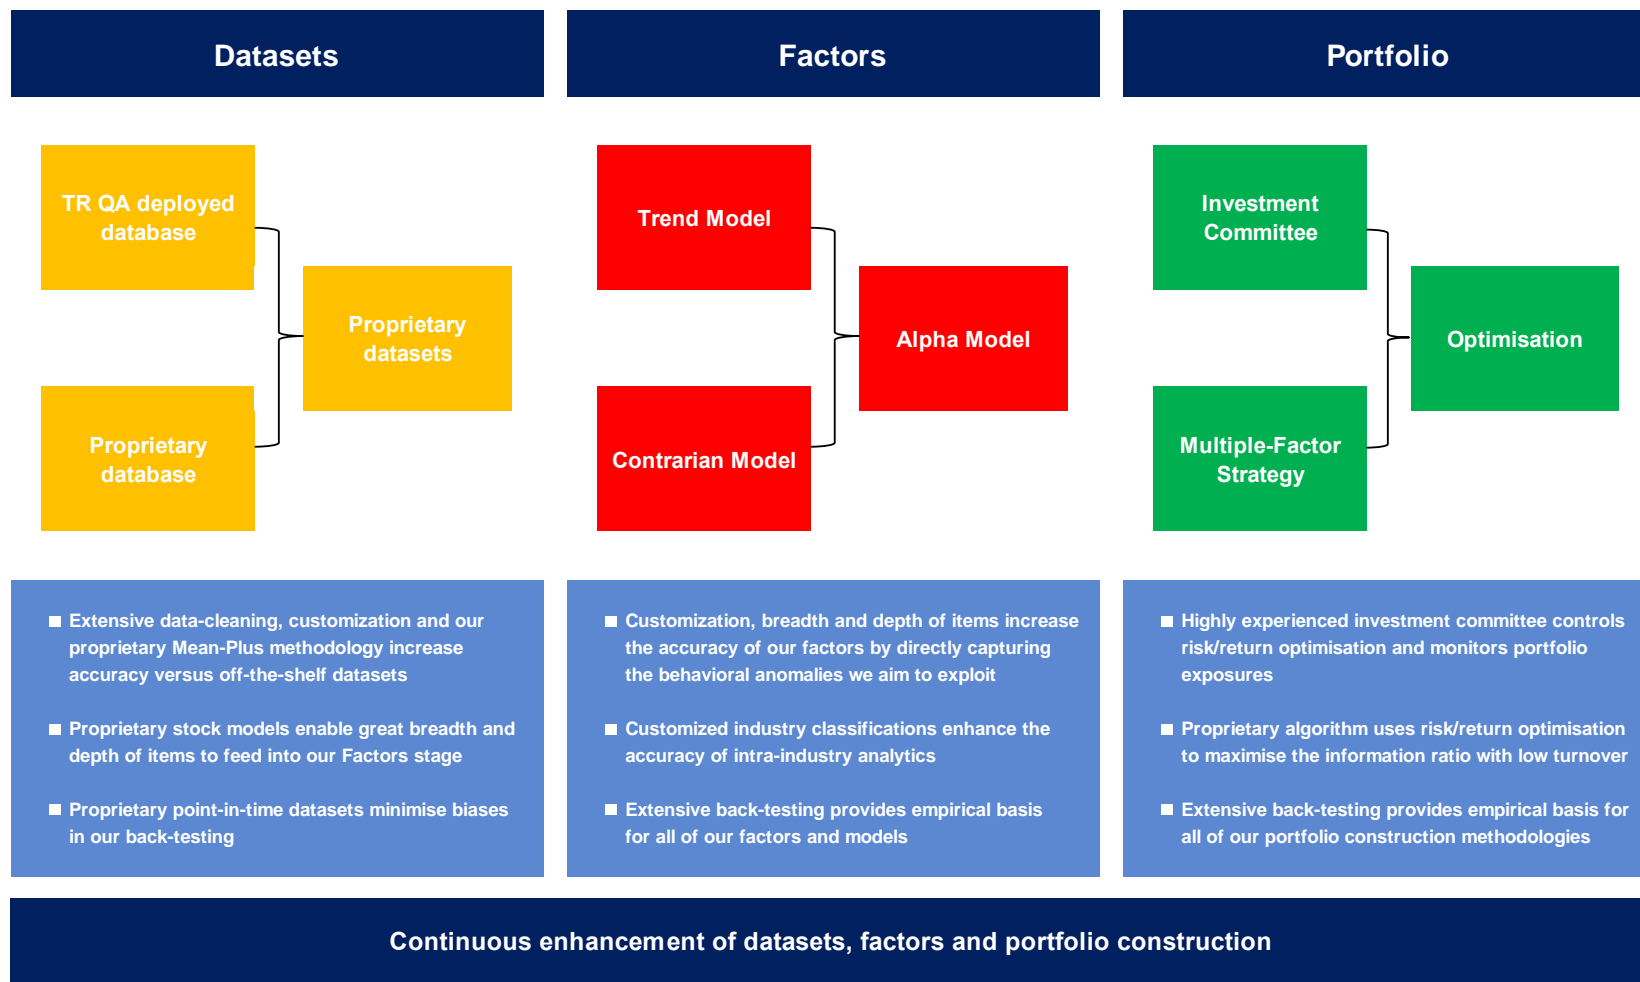 Datasets
Factors
Portfolio
TR QA deployed
database
Proprietary
datasets
Proprietary
database
Trend Model
Alpha Model
Contrarian Model
Investment
Committee
Optimisation
Multiple-Factor
Strategy
Extensive data-cleaning, customization and our
proprietary Mean-Plus methodology increase
accuracy versus off-the-shelf datasets
Proprietary stock models enable great breadth and
depth of items to feed into our Factors stage
Proprietary point-in-time datasets minimise biases
in our back-testing
Customization, breadth and depth of items increase
the accuracy of our factors by directly capturing
the behavioral anomalies we aim to exploit
Customized industry classifications enhance the
accuracy of intra-industry analytics
Extensive back-testing provides empirical basis
for all of our factors and models
Highly experienced investment committee controls
risk/return optimisation and monitors portfolio
exposures
Proprietary algorithm uses risk/return optimisation
to maximise the information ratio with low turnover
Extensive back-testing provides empirical basis for
all of our portfolio construction methodologies
Continuous enhancement of datasets, factors and portfolio construction